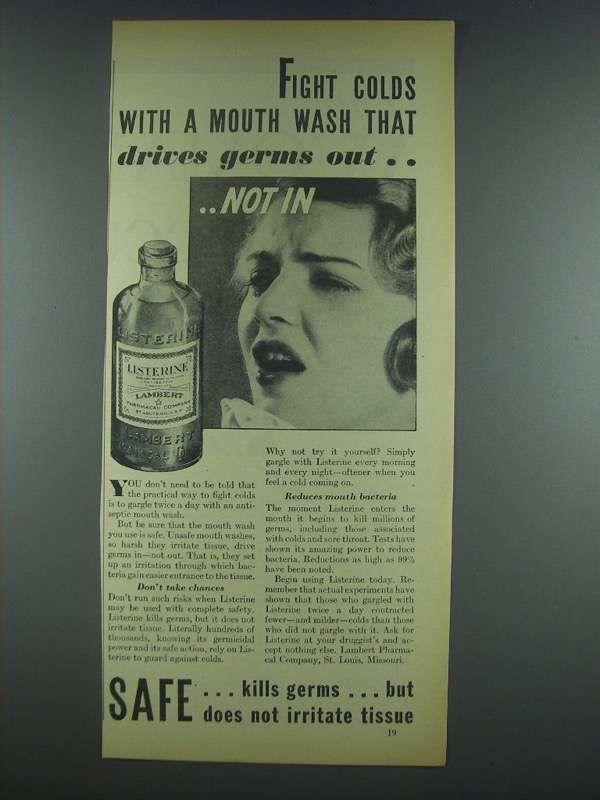 FIGHT COLDS
WITH A MOUTH WASH THAT
drives germs out..
..NOT IN
LISTERINE
LISTERINE
LAMBERT
PHARMACAL COMPANY
ST. LOUIS, MO., U.S.A.
LAMBERT
YOU don't need to be told that
the practical way to fight colds
is to gargle twice a day with an anti-
septic mouth wash.
But be sure that the mouth wash
you use is safe. Unsafe mouth washes,
so harsh they irritate tissue, drive
germs in—not out. That is, they set
up an irritation through which bac-
teria gain easier entrance to the tissue.
Don't take chances
Don't run such risks when Listerine
may be used with complete safety.
Listerine kills germs, but it does not
irritate tissue. Literally hundreds of
thousands, knowing its germicidal
power and its safe action, rely on Lis-
terine to guard against colds.
Why not try it yourself? Simply
gargle with Listerine every morning
and every night—oftener when you
feel a cold coming on.
Reduces mouth bacteria
The moment Listerine enters the
mouth it begins to kill millions of
germs, including those associated
with colds and sore throat. Tests have
shown its amazing power to reduce
bacteria. Reductions as high as 99%
have been noted.
Begin using Listerine today. Re-
member that actual experiments have
shown that those who gargled with
Listerine twice a day contracted
fewer—and milder—colds than those
who did not gargle with it. Ask for
Listerine at your druggist's and ac-
cept nothing else. Lambert Pharma-
cal Company, St. Louis, Missouri.
SAFE ...kills germs...but
does not irritate tissue
19